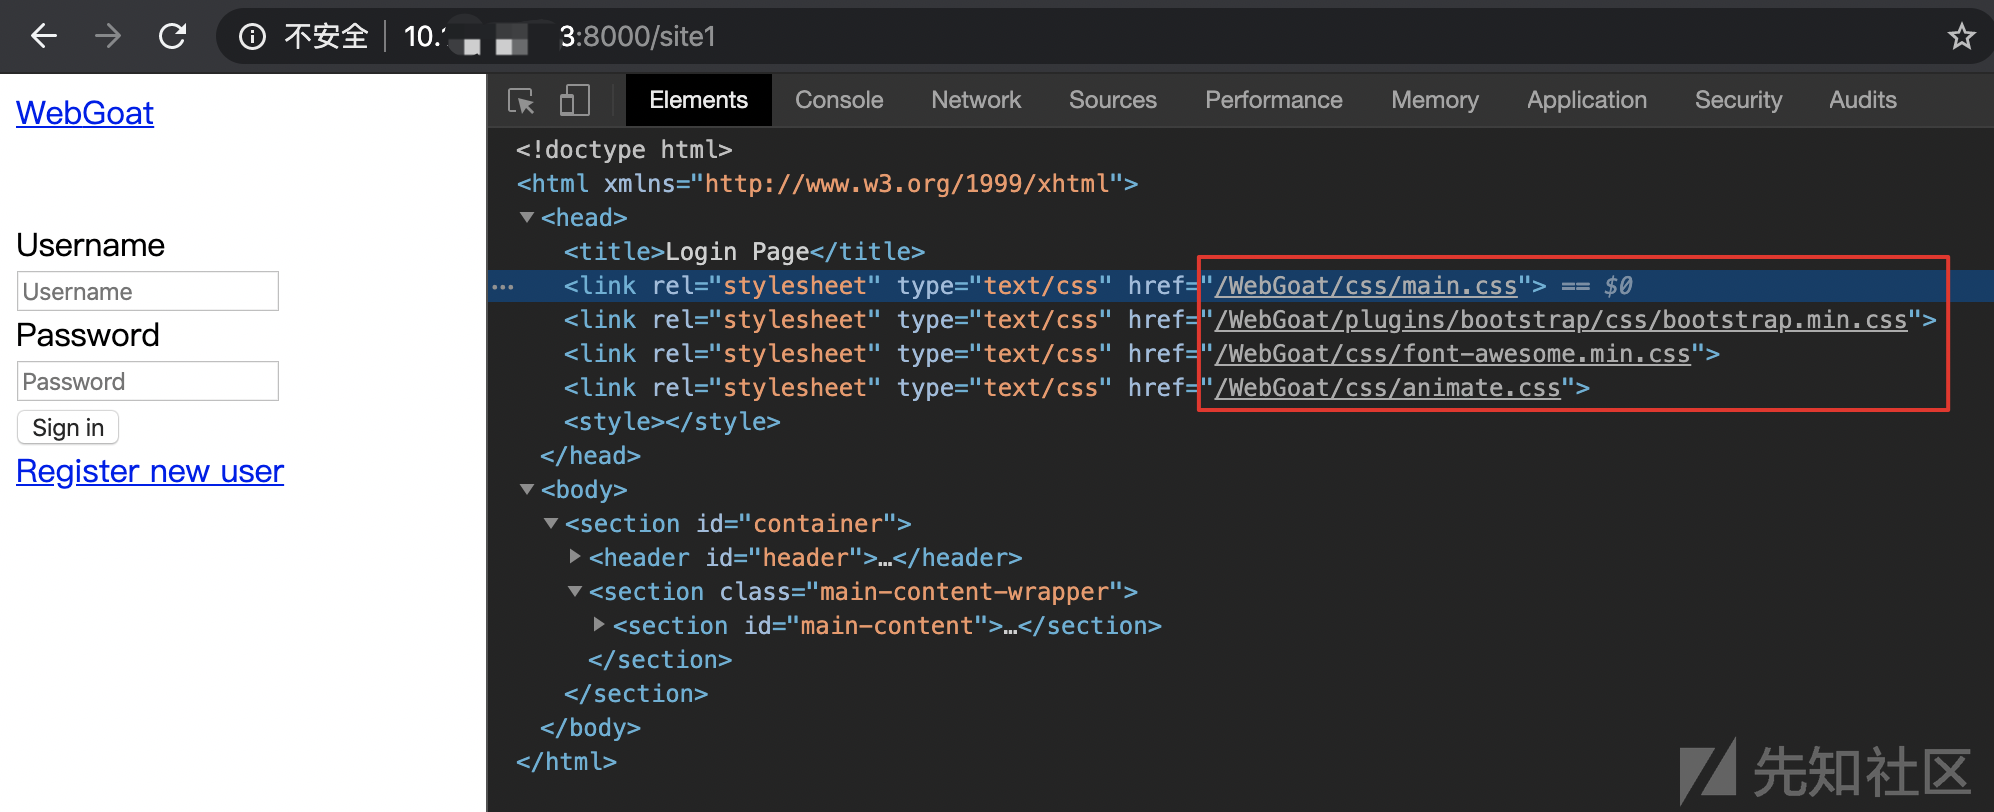 不安全 10. 3:8000/site1
WebGoat
Username
Username
Password
Password
Sign in
Register new user
Elements Console Network Sources Performance Memory Application Security Audits
<!doctype html>
<html xmlns="http://www.w3.org/1999/xhtml">
<head>
<title>Login Page</title>
<link rel="stylesheet" type="text/css" href="/WebGoat/css/main.css"> == $0
<link rel="stylesheet" type="text/css" href="/WebGoat/plugins/bootstrap/css/bootstrap.min.css">
<link rel="stylesheet" type="text/css" href="/WebGoat/css/font-awesome.min.css">
<link rel="stylesheet" type="text/css" href="/WebGoat/css/animate.css">
<style></style>
</head>
<body>
<section id="container">
<header id="header">…</header>
<section class="main-content-wrapper">
<section id="main-content">…</section>
</section>
</section>
</body>
</html>
先知社区